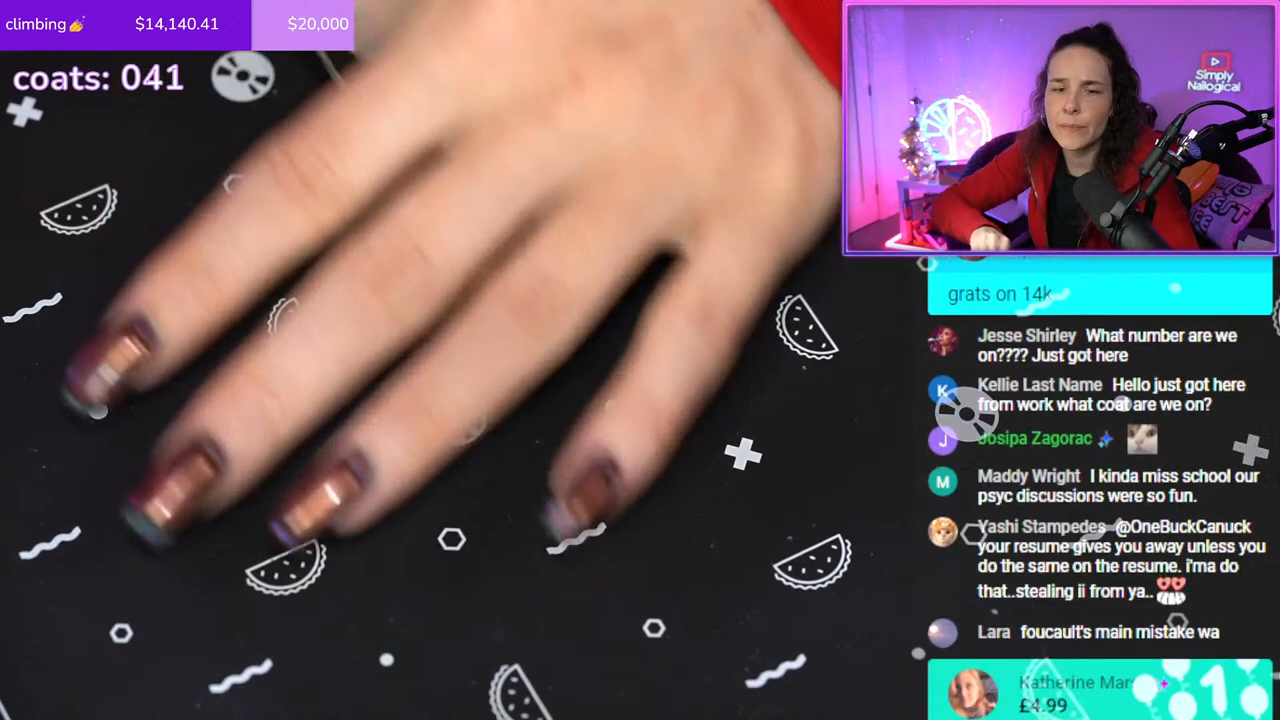 climbing💅 $14,140.41 $20,000
coats: 041
Simply
Nailogical
grats on 14k
Jesse Shirley What number are we
on???? Just got here
Kellie Last Name Hello just got here
from work what coat are we on?
Josipa Zagorac
Maddy Wright I kinda miss school our
psyc discussions were so fun.
Yashi Stampedes @OneBuckCanuck
your resume gives you away unless you
do the same on the resume. i'ma do
that..stealing ii from ya..
Lara foucault's main mistake wa
Katherine Mars
£4.99
1